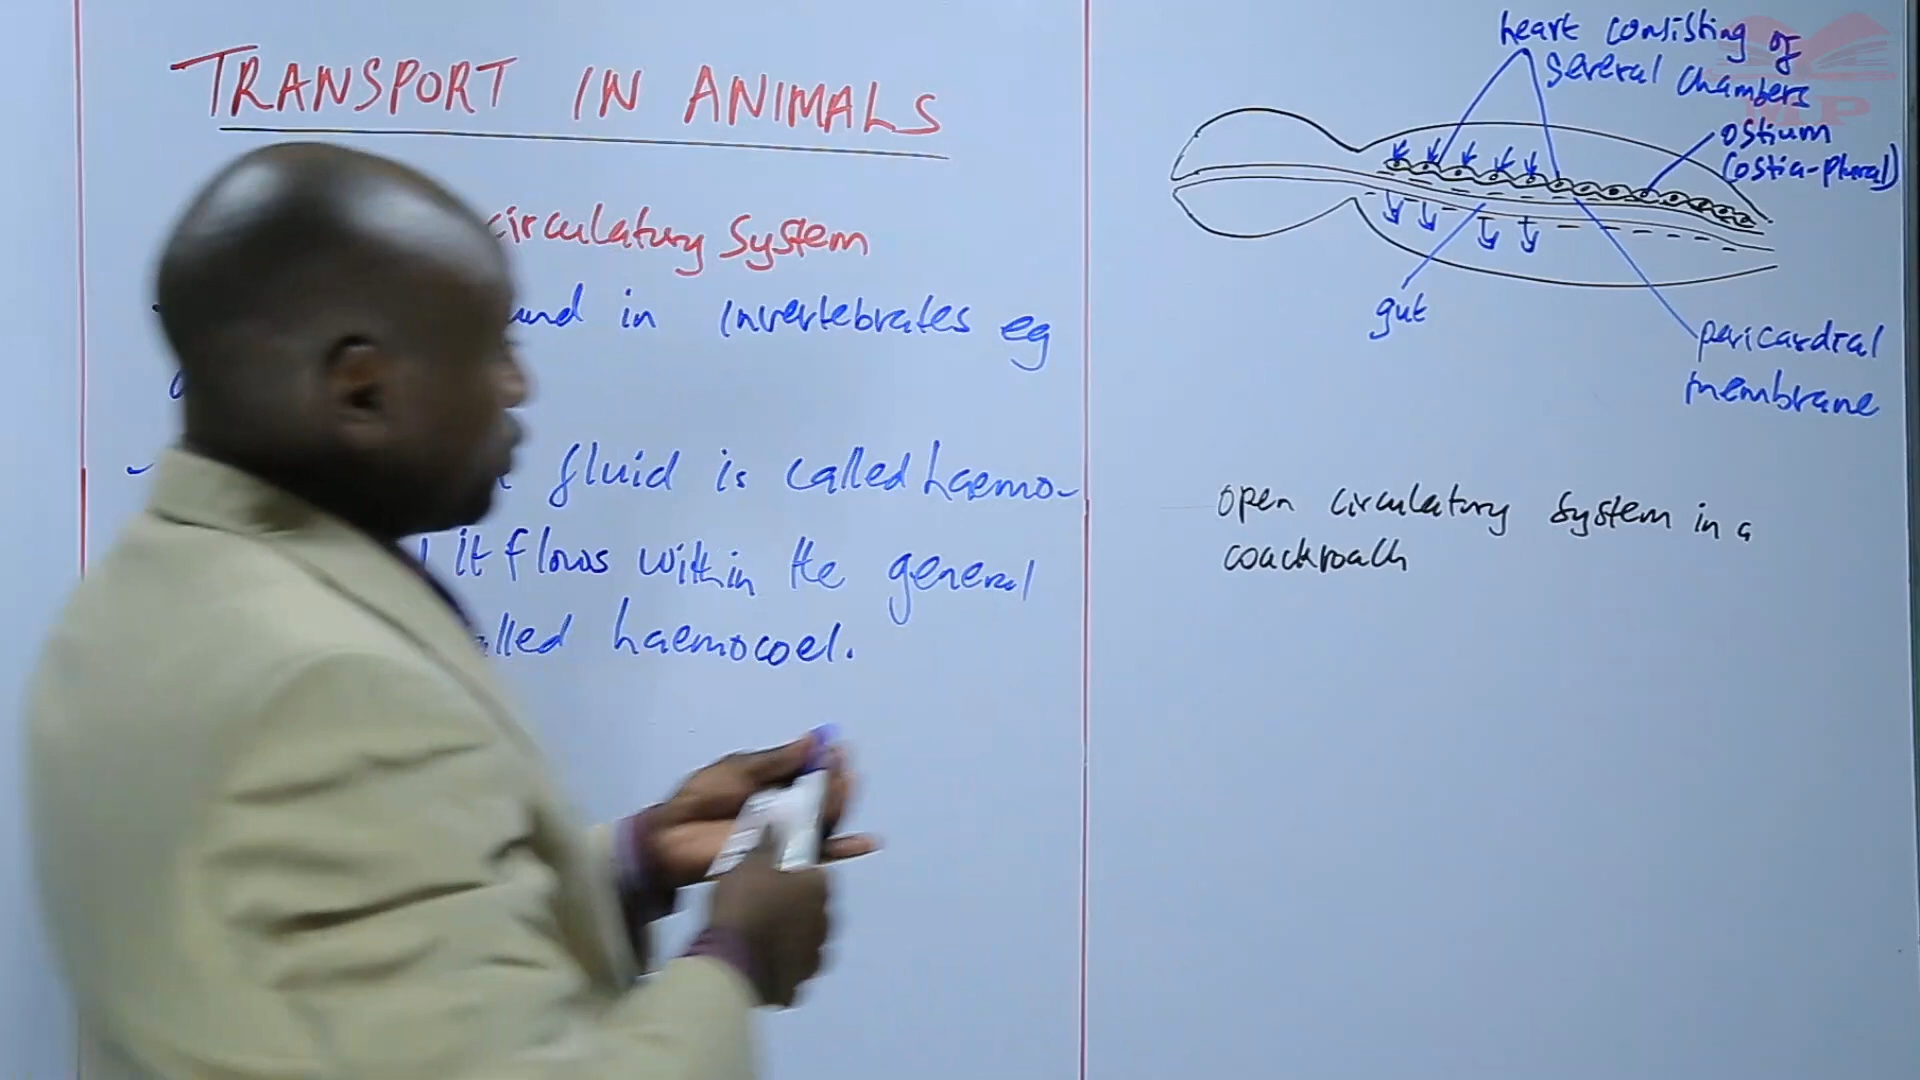 TRANSPORT IN ANIMALS
circulatory system
in invertebrates eg
fluid is called haemo-
it flows within the general
haemocoel.
heart consisting of
several chambers
ostium
(ostia-plural)
gut
pericardial
membrane
open circulatory system in a
coackroach
MP